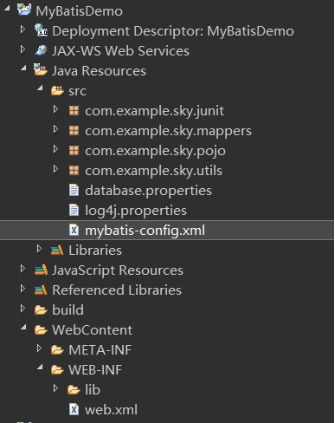 MyBatisDemo
Deployment Descriptor: MyBatisDemo
JAX-WS Web Services
Java Resources
src
com.example.sky.junit
com.example.sky.mappers
com.example.sky.pojo
com.example.sky.utils
database.properties
log4j.properties
mybatis-config.xml
Libraries
JavaScript Resources
Referenced Libraries
build
WebContent
META-INF
WEB-INF
lib
web.xml